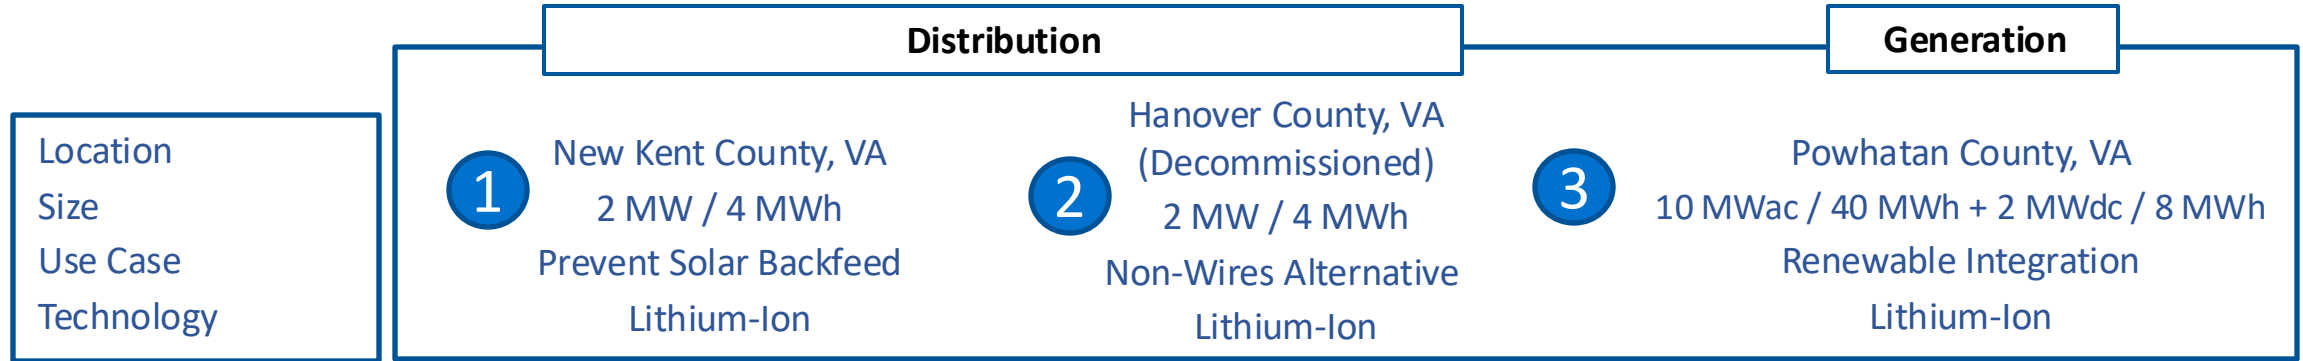 Distribution
Generation
Location
Size
Use Case
Technology
1
New Kent County, VA
2 MW / 4 MWh
Prevent Solar Backfeed
Lithium-Ion
2
Hanover County, VA
(Decommissioned)
2 MW / 4 MWh
Non-Wires Alternative
Lithium-Ion
3
Powhatan County, VA
10 MWac / 40 MWh + 2 MWdc / 8 MWh
Renewable Integration
Lithium-Ion